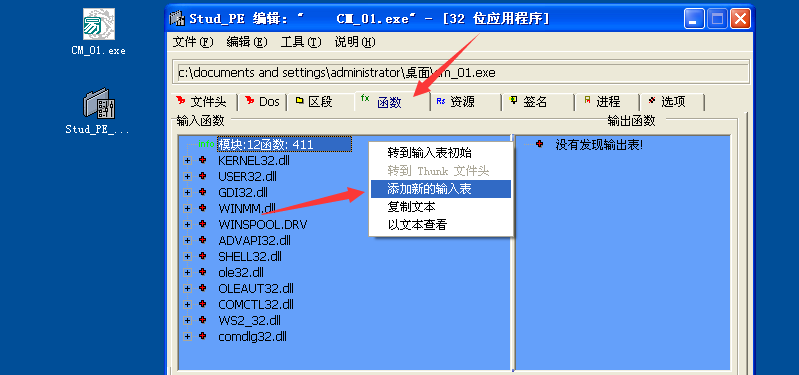 易
CM_01.exe
Stud_PE_...
Stud_PE 编辑: " CM_01.exe" - [32 位应用程序]
文件(F) 编辑(E) 工具(T) 说明(H)
c:\documents and settings\administrator\桌面\cm_01.exe
文件头 Dos 区段 fx 函数 Rs 资源 签名 进程 选项
输入函数 输出函数
模块:12函数: 411
KERNEL32.dll
USER32.dll
GDI32.dll
WINMM.dll
WINSPOOL.DRV
ADVAPI32.dll
SHELL32.dll
ole32.dll
OLEAUT32.dll
COMCTL32.dll
WS2_32.dll
comdlg32.dll
转到输入表初始
转到 Thunk 文件头
添加新的输入表
复制文本
以文本查看
没有发现输出表!